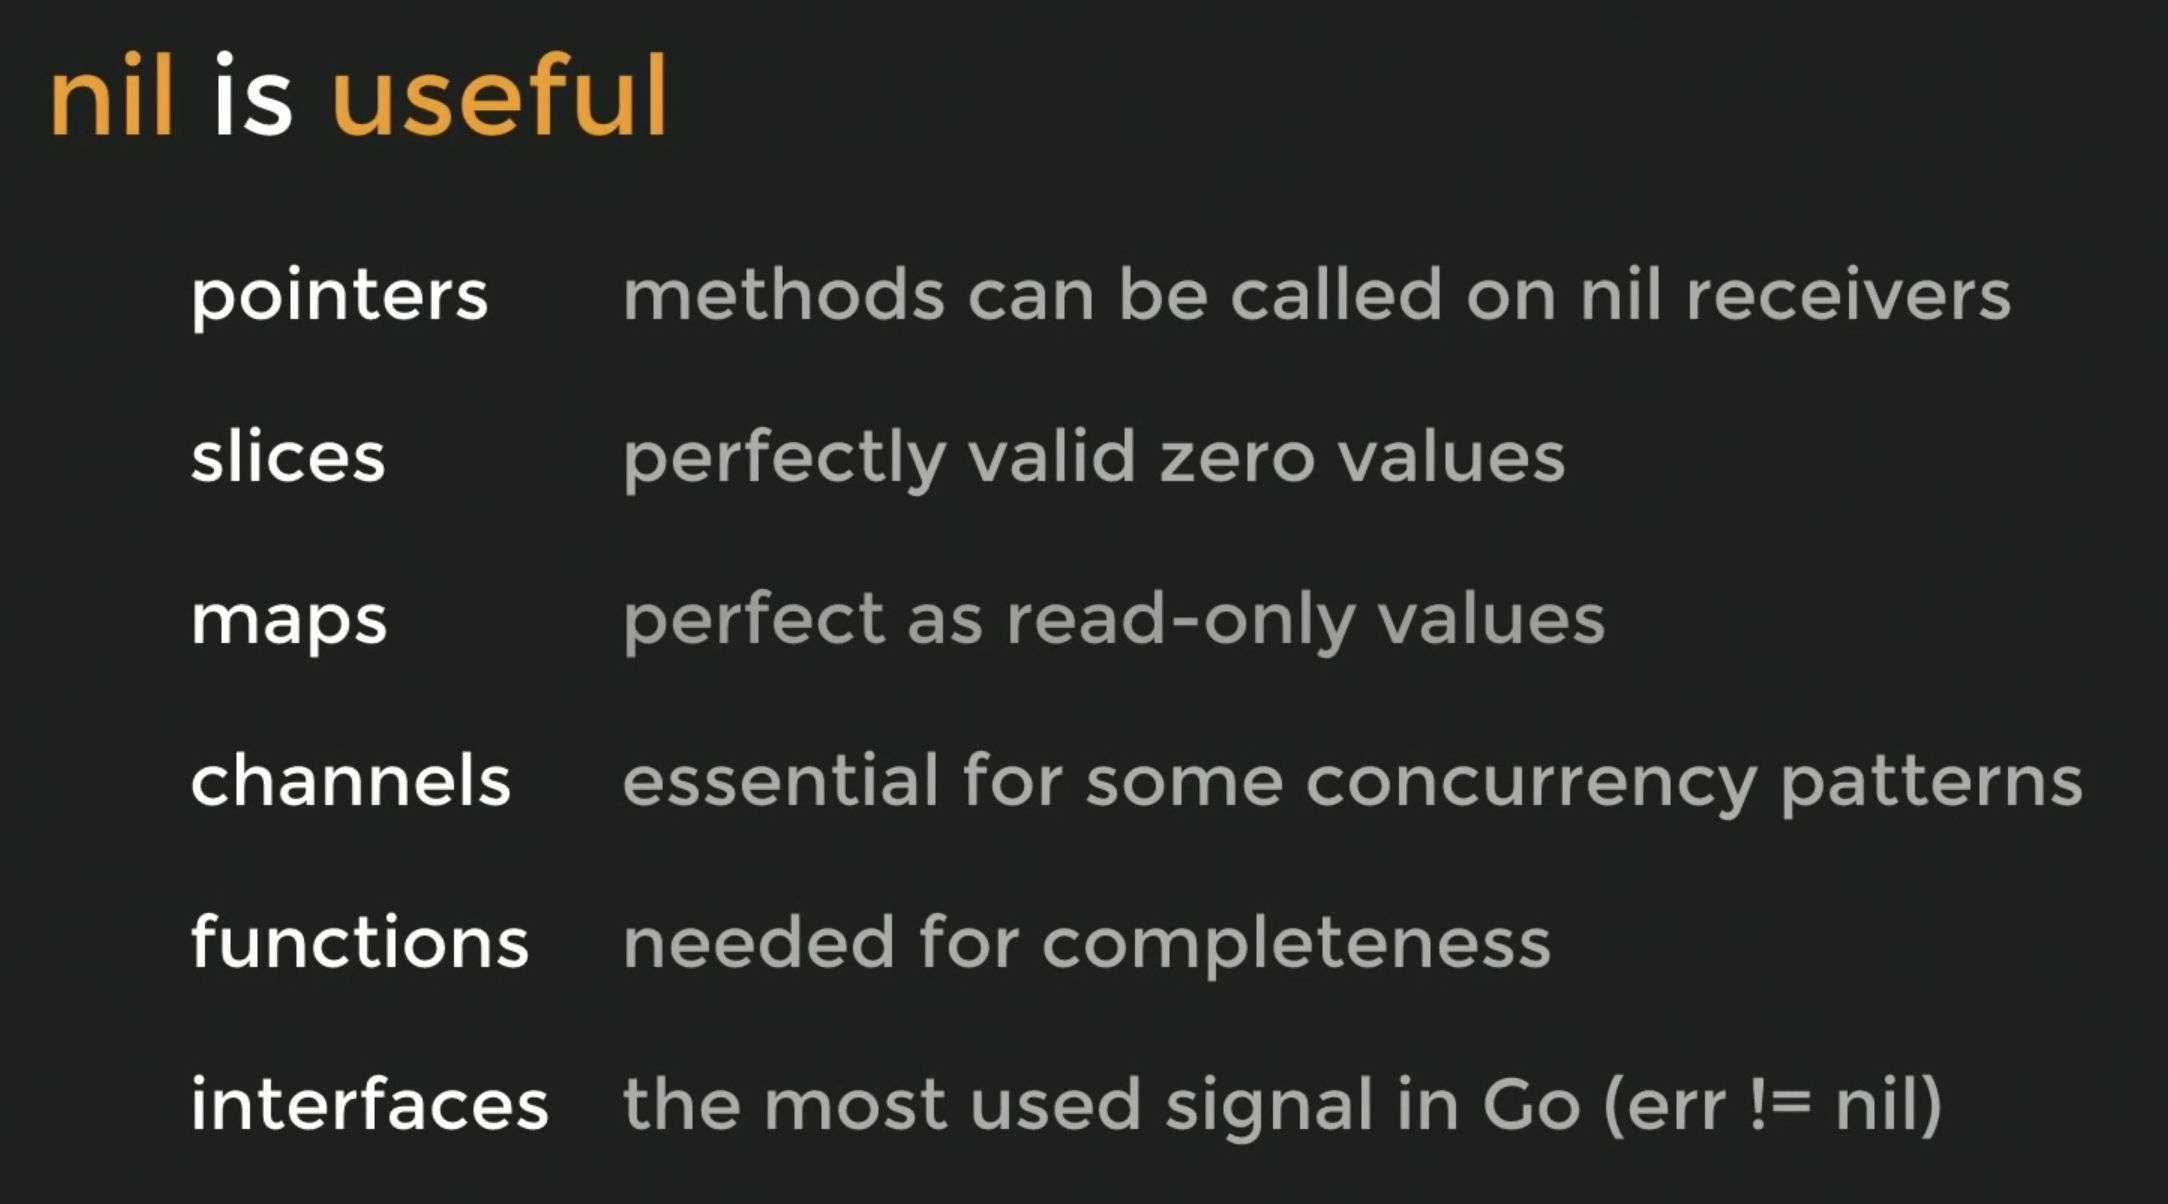 nil is useful
pointers methods can be called on nil receivers
slices perfectly valid zero values
maps perfect as read-only values
channels essential for some concurrency patterns
functions needed for completeness
interfaces the most used signal in Go (err != nil)